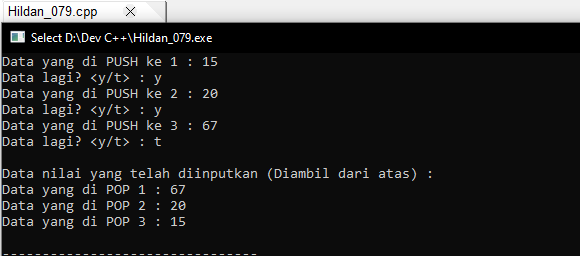 Hildan_079.cpp
Select D:\Dev C++\Hildan_079.exe
Data yang di PUSH ke 1 : 15
Data lagi? <y/t> : y
Data yang di PUSH ke 2 : 20
Data lagi? <y/t> : y
Data yang di PUSH ke 3 : 67
Data lagi? <y/t> : t
Data nilai yang telah diinputkan (Diambil dari atas) :
Data yang di POP 1 : 67
Data yang di POP 2 : 20
Data yang di POP 3 : 15
--------------------------------